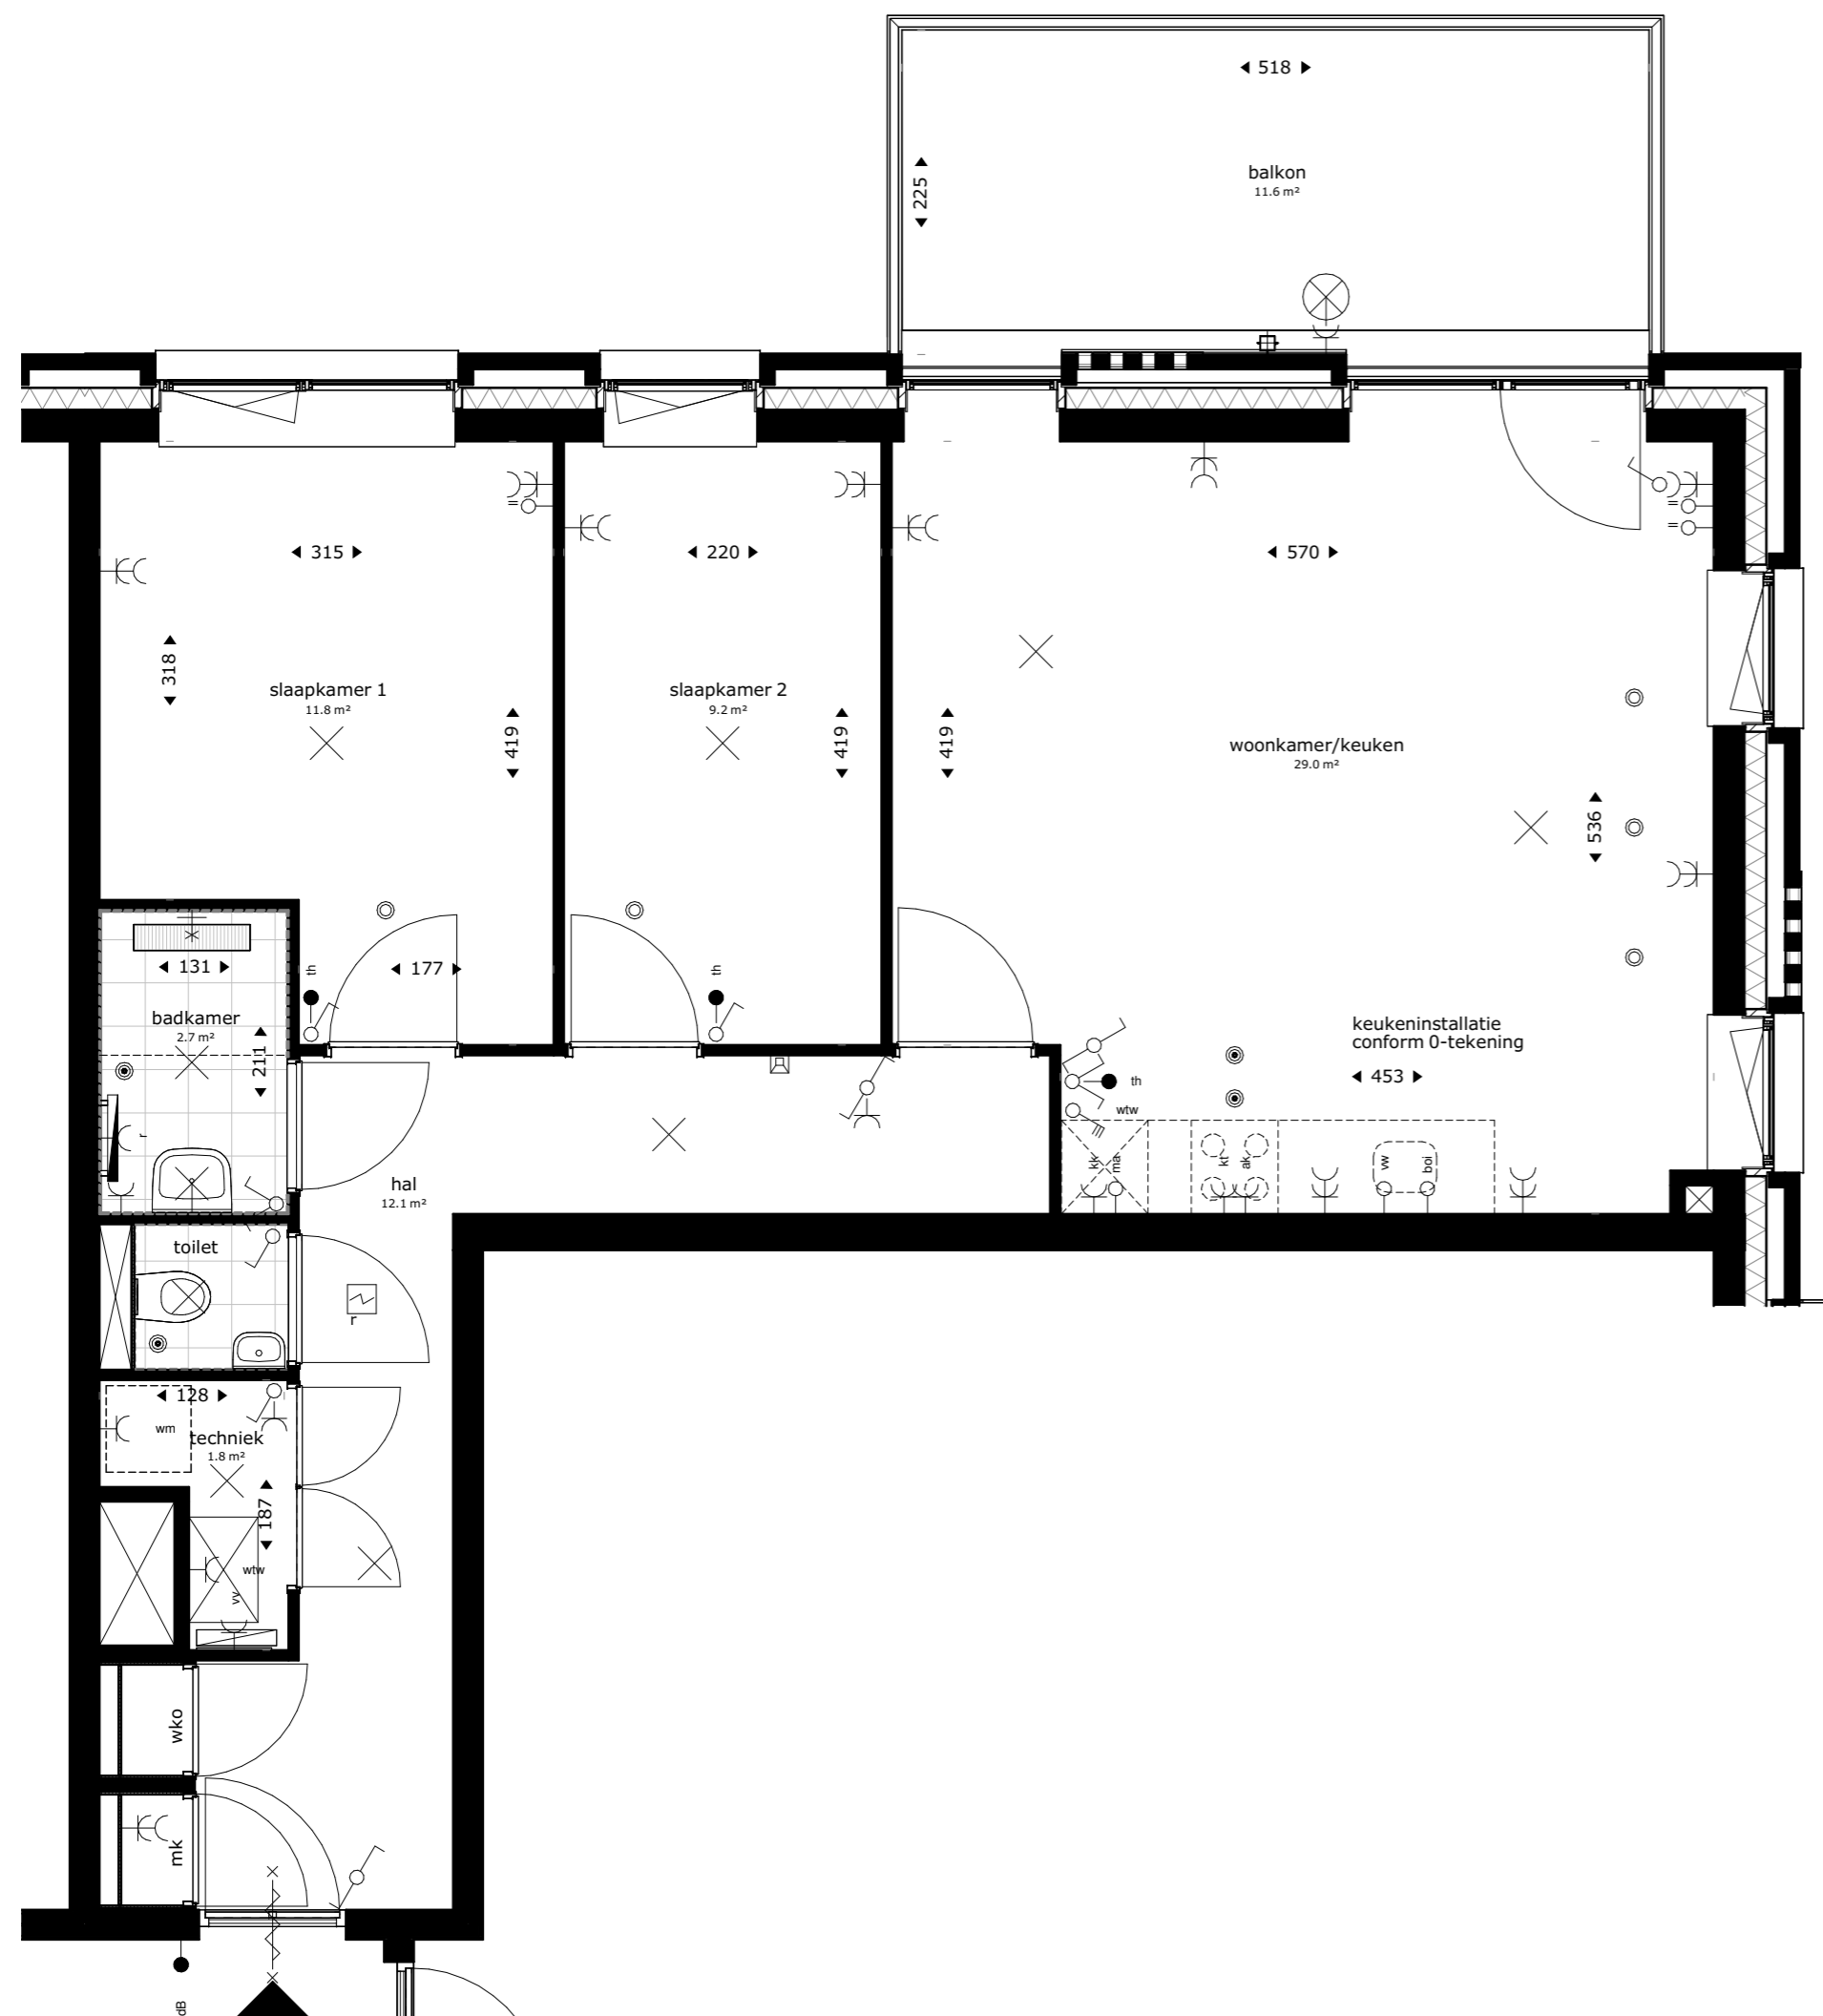 518
225
balkon
11.6 m²
=
=
=
315
220
570
318
slaapkamer 1
11.8 m²
slaapkamer 2
9.2 m²
419
419
419
woonkamer/keuken
29.0 m²
536
131
177
th
th
badkamer
2.7 m²
211
keukeninstallatie
conform 0-tekening
453
th
wtw
r
kk
ma
kt
ak
vv
boi
hal
12.1 m²
toilet
r
128
wm
techniek
1.8 m²
187
wtw
vv
wko
mk
dB